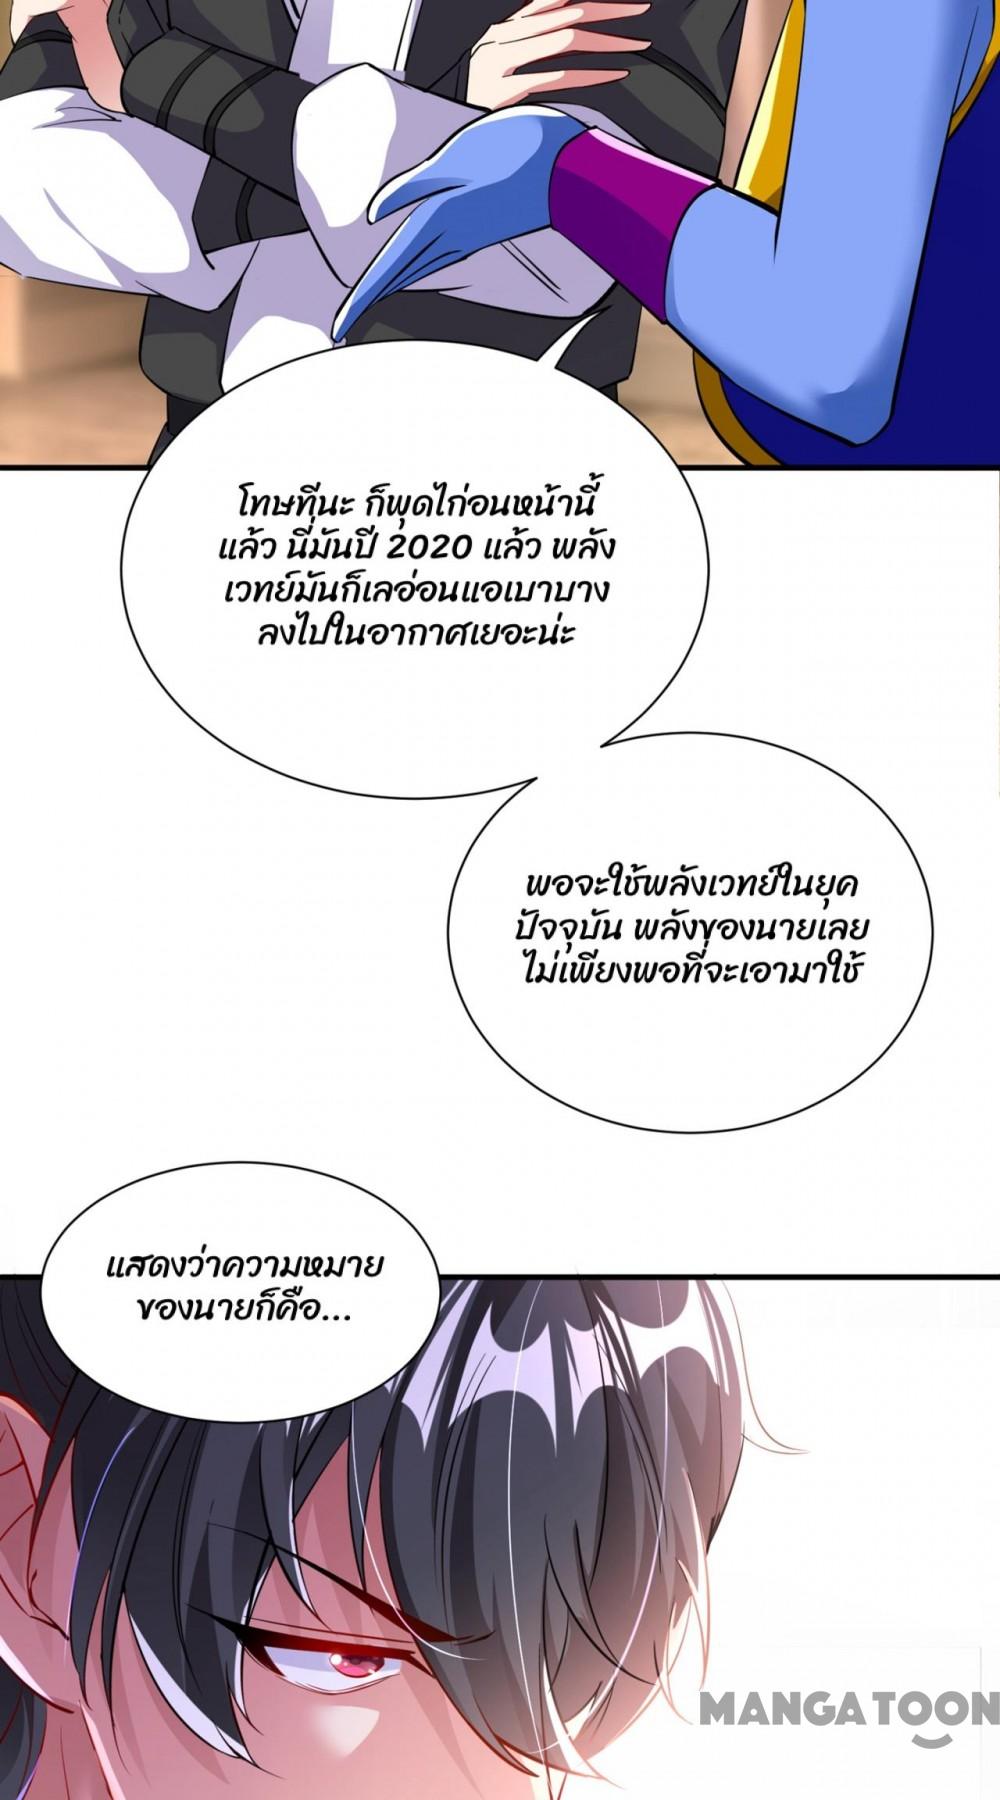 โทษทีนะ ก็พุดไก่อนหน้านี้
แล้ว นี่มันปี 2020 แล้ว พลัง
เวทย์มันก็เลอ่อนแอเบาบาง
ลงไปในอากาศเยอะน่ะ
พอจะใช้พลังเวทย์ในยุค
ปัจจุบัน พลังของนายเลย
ไม่เพียงพอที่จะเอามาใช้
แสดงว่าความหมาย
ของนายก็คือ...
MANGATOON